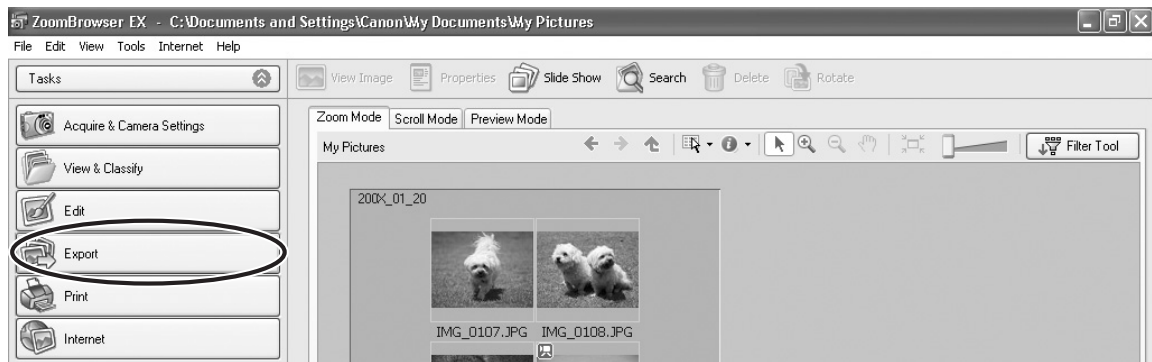 ZoomBrowser EX - C:\Documents and Settings\Canon\My Documents\My Pictures
File Edit View Tools Internet Help
Tasks
View Image Properties Slide Show Search Delete Rotate
Acquire & Camera Settings
View & Classify
Edit
Export
Print
Internet
Zoom Mode Scroll Mode Preview Mode
My Pictures
Filter Tool
200X_01_20
IMG_0107.JPG IMG_0108.JPG